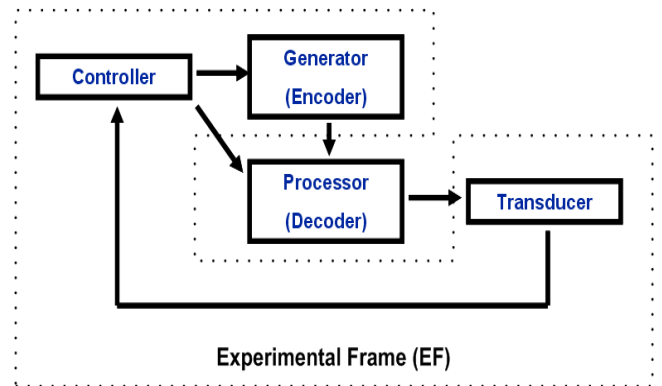 Controller
Generator
(Encoder)
Processor
(Decoder)
Transducer
Experimental Frame (EF)